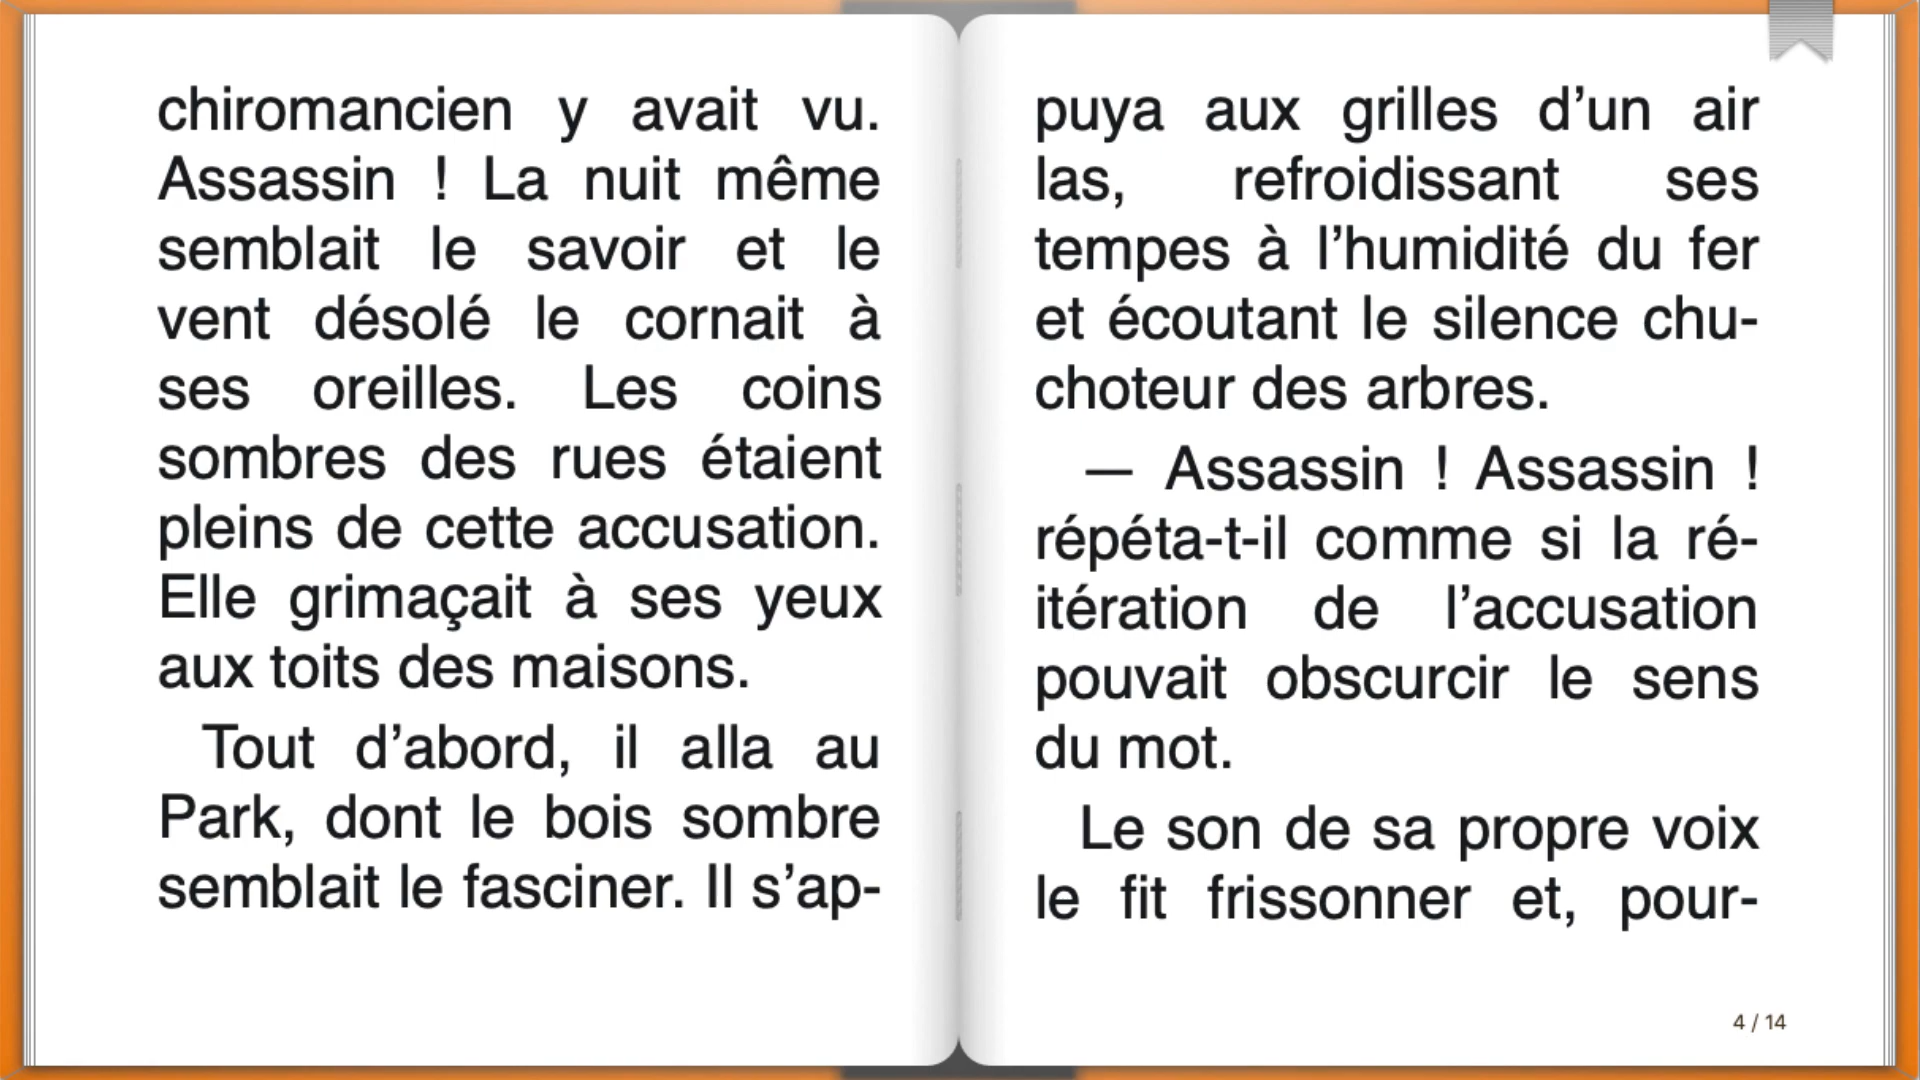 chiromancien y avait vu.
Assassin ! La nuit même
semblait le savoir et le
vent désolé le cornait à
ses oreilles. Les coins
sombres des rues étaient
pleins de cette accusation.
Elle grimaçait à ses yeux
aux toits des maisons.
Tout d’abord, il alla au
Park, dont le bois sombre
semblait le fasciner. Il s’ap-
puya aux grilles d’un air
las, refroidissant ses
tempes à l’humidité du fer
et écoutant le silence chu-
choteur des arbres.
— Assassin ! Assassin !
répéta-t-il comme si la ré-
itération de l’accusation
pouvait obscurcir le sens
du mot.
Le son de sa propre voix
le fit frissonner et, pour-
4 / 14